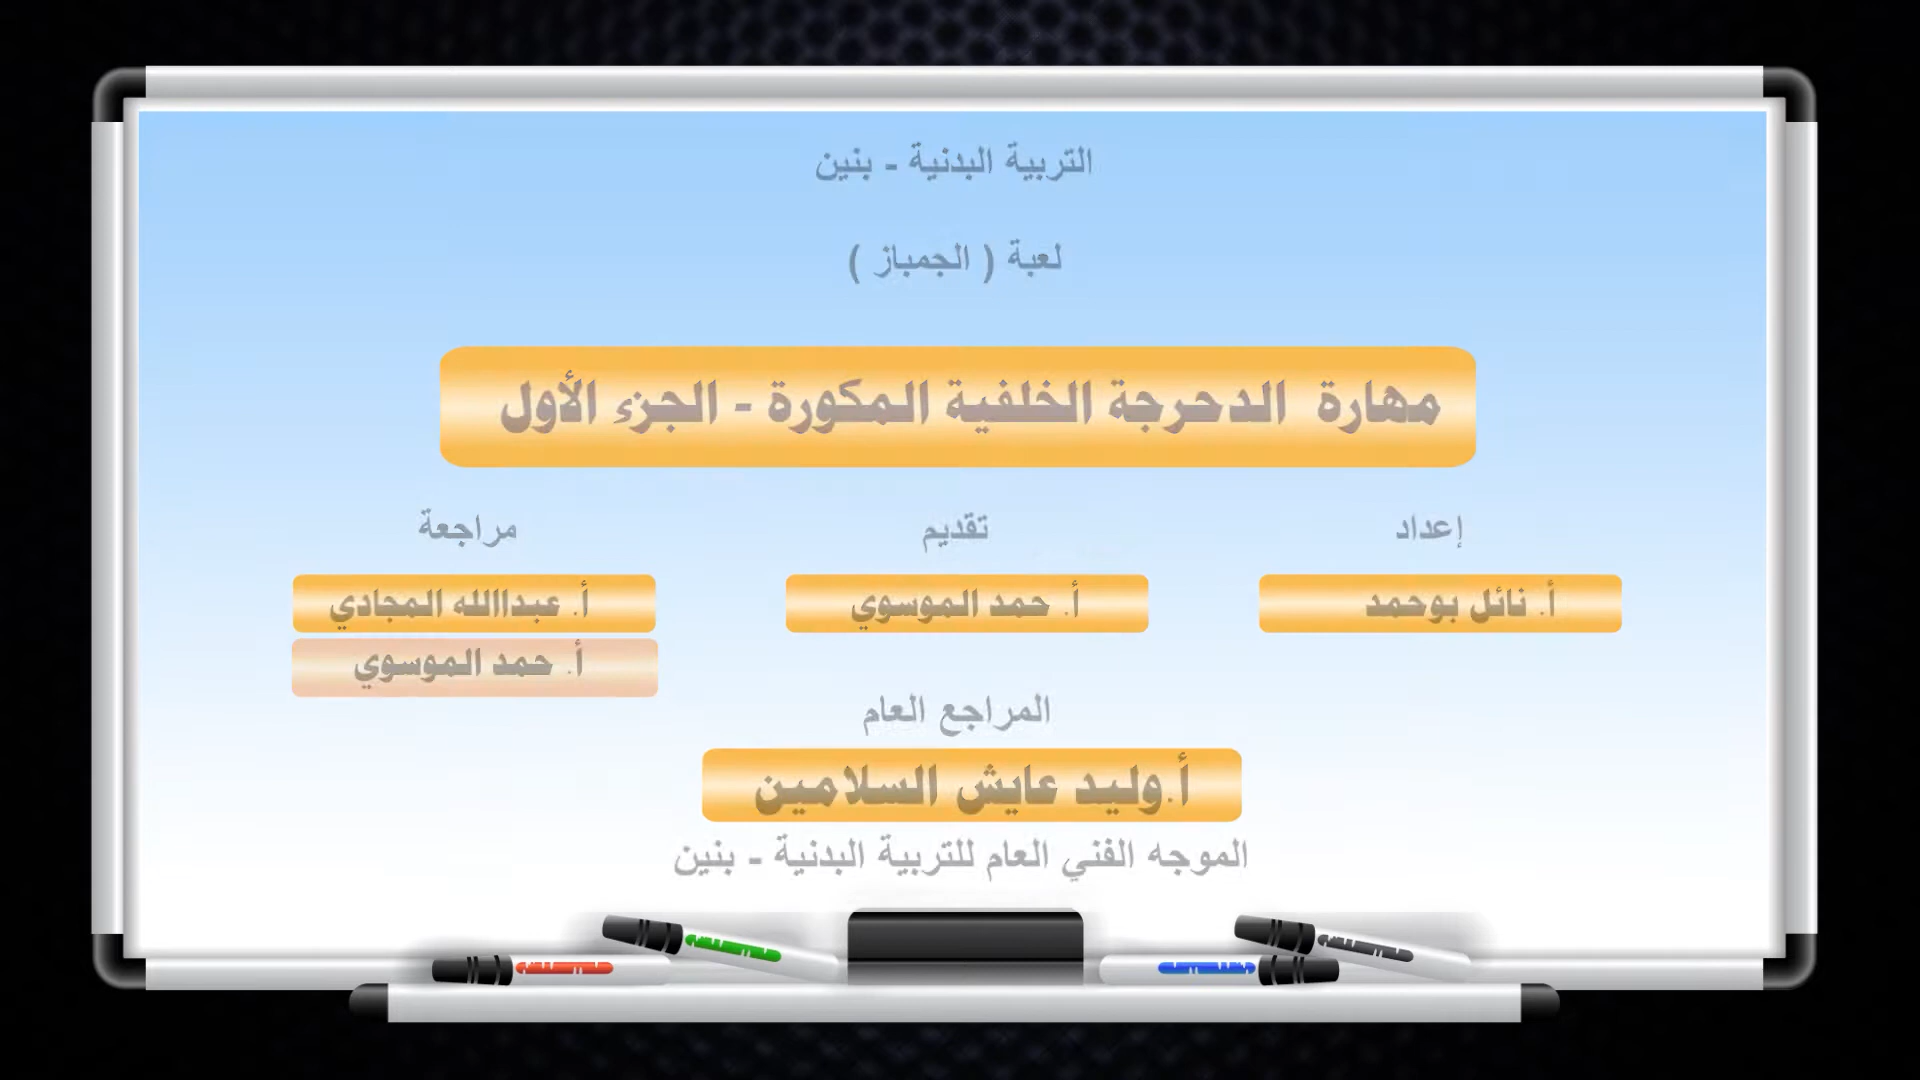 التربية البدنية - بنين
لعبة ( الجمباز )
مهارة الدحرجة الخلفية المكورة - الجزء الأول
إعداد
تقديم
مراجعة
أ. نائل بوحمد
أ. حمد الموسوي
أ. عبداالله المجادي
أ. حمد الموسوي
المراجع العام
أ.وليد عايش السلامين
الموجه الفني العام للتربية البدنية - بنين